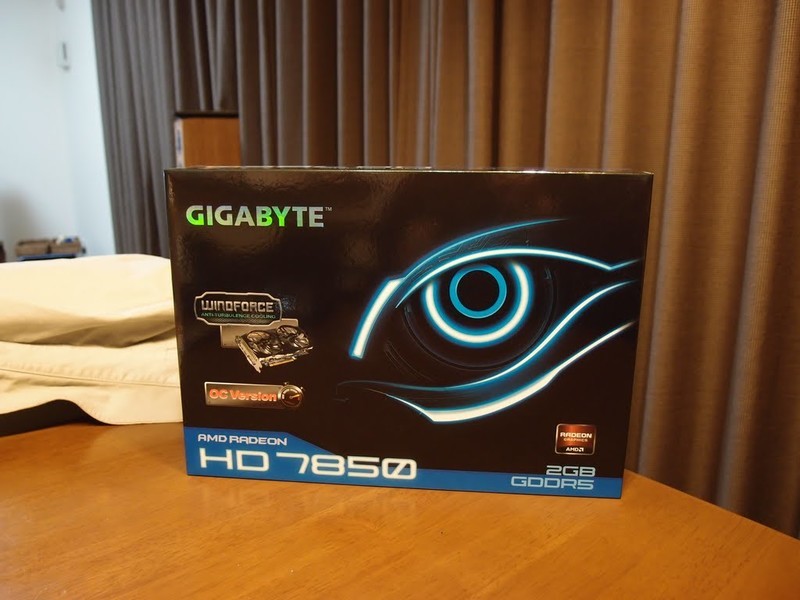 GIGABYTE™
WINDFORCE
ANTI-TURBULENCE COOLING
OC Version
RADEON
GRAPHICS
AMD
AMD RADEON
HD 7850
2GB
GDDR5